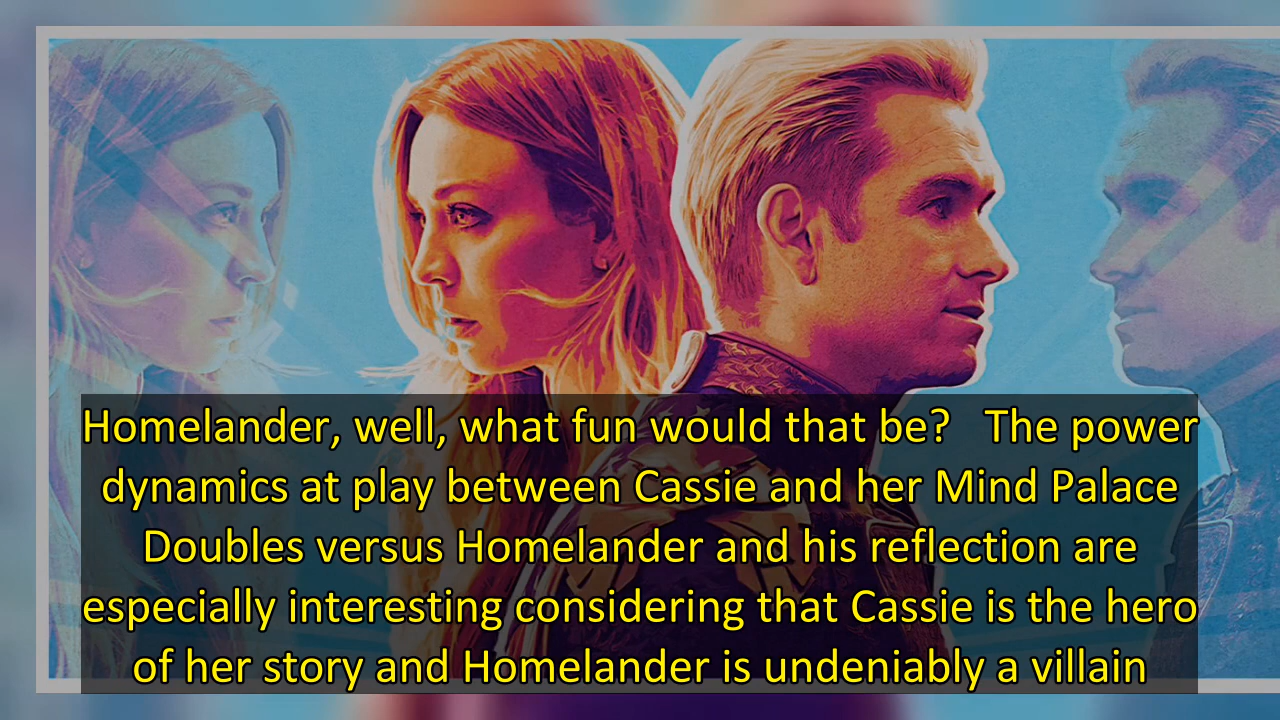 Homelander, well, what fun would that be?   The power
dynamics at play between Cassie and her Mind Palace
Doubles versus Homelander and his reflection are
especially interesting considering that Cassie is the hero
of her story and Homelander is undeniably a villain